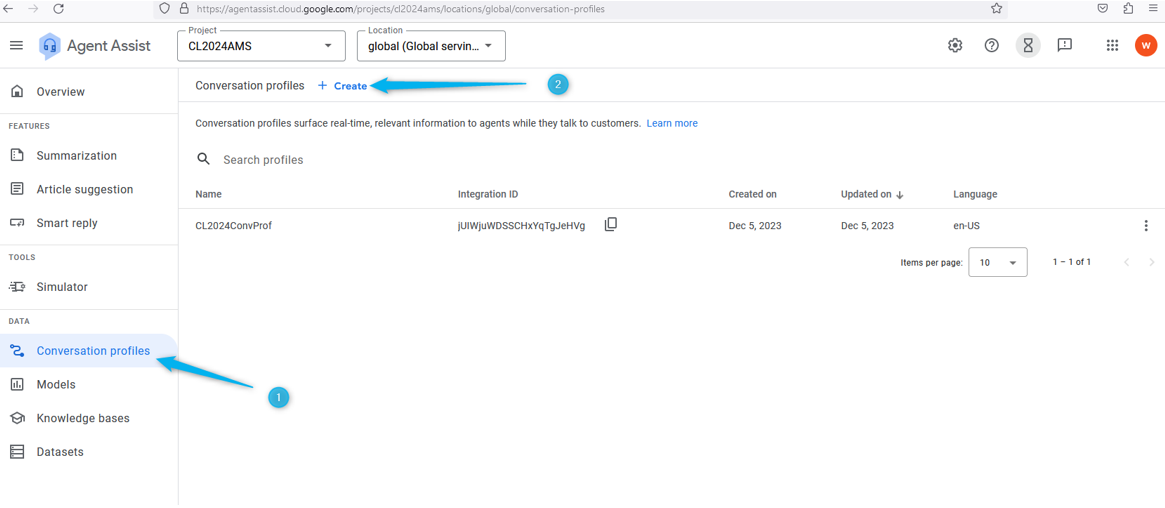 https://agentassist.cloud.google.com/projects/cl2024ams/locations/global/conversation-profiles
Agent Assist
Project
CL2024AMS
Location
global (Global servin...
W
Overview
FEATURES
Summarization
Article suggestion
Smart reply
TOOLS
Simulator
DATA
Conversation profiles
1
Models
Knowledge bases
Datasets
Conversation profiles + Create
2
Conversation profiles surface real-time, relevant information to agents while they talk to customers. Learn more
Search profiles
Name Integration ID Created on Updated on Language
CL2024ConvProf jUIWjuWDSSCHxYqTgJeHVg Dec 5, 2023 Dec 5, 2023 en-US
Items per page: 10 1 – 1 of 1